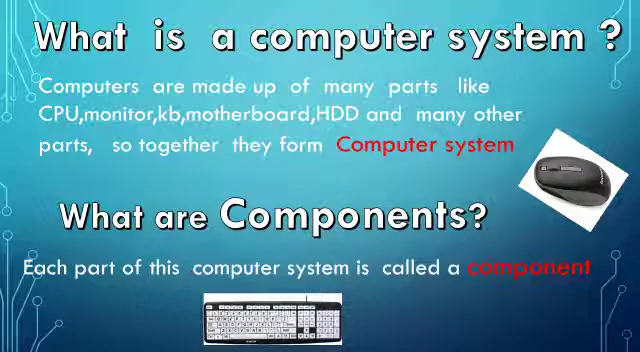 What is a computer system ?
Computers are made up of many parts like
CPU,monitor,kb,motherboard,HDD and many other
parts, so together they form Computer system
What are Components?
Each part of this computer system is called a component